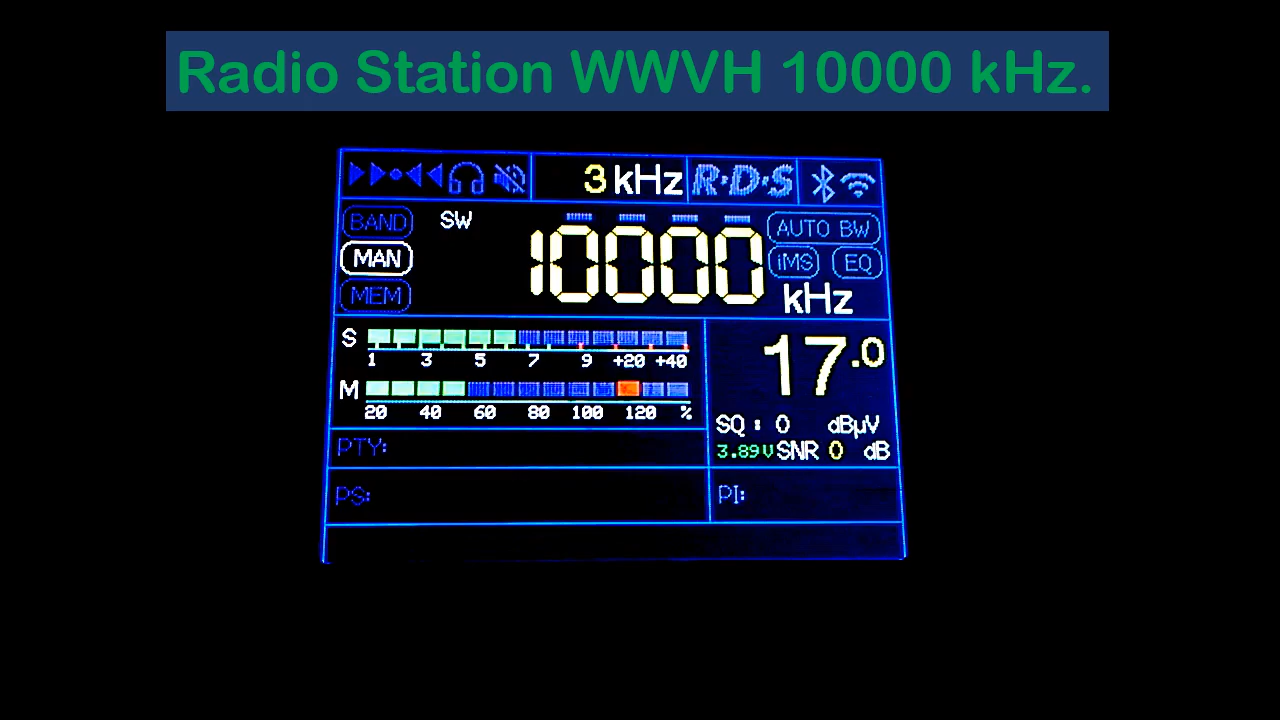 Radio Station WWVH 10000 kHz.
3 kHz R·D·S
BAND SW AUTO BW
MAN 10000 iMS EQ
MEM kHz
S
1 3 5 7 9 +20 +40
17.0
M
20 40 60 80 100 120 %
SQ : 0 dBµV
PTY: 3.89V SNR 0 dB
PS: PI: